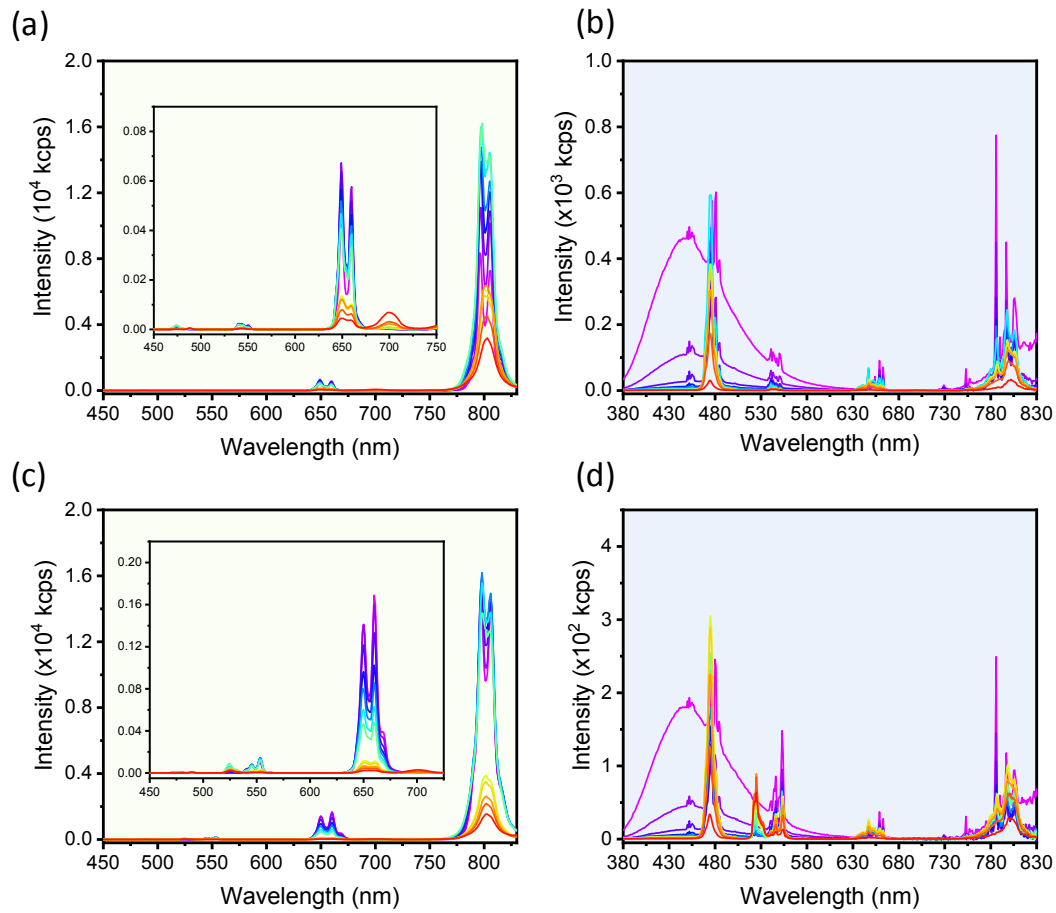 (a)
2.0
1.6
1.2
0.8
0.4
0.0
Intensity (10⁴ kcps)
0.08
0.06
0.04
0.02
0.00
450 500 550 600 650 700 750
450 500 550 600 650 700 750 800
Wavelength (nm)
(b)
1.0
0.8
0.6
0.4
0.2
0.0
Intensity (x10³ kcps)
380 430 480 530 580 630 680 730 780 830
Wavelength (nm)
(c)
2.0
1.6
1.2
0.8
0.4
0.0
Intensity (x10⁴ kcps)
0.20
0.16
0.12
0.08
0.04
0.00
450 500 550 600 650 700
450 500 550 600 650 700 750 800
Wavelength (nm)
(d)
4
3
2
1
0
Intensity (x10² kcps)
380 430 480 530 580 630 680 730 780 830
Wavelength (nm)